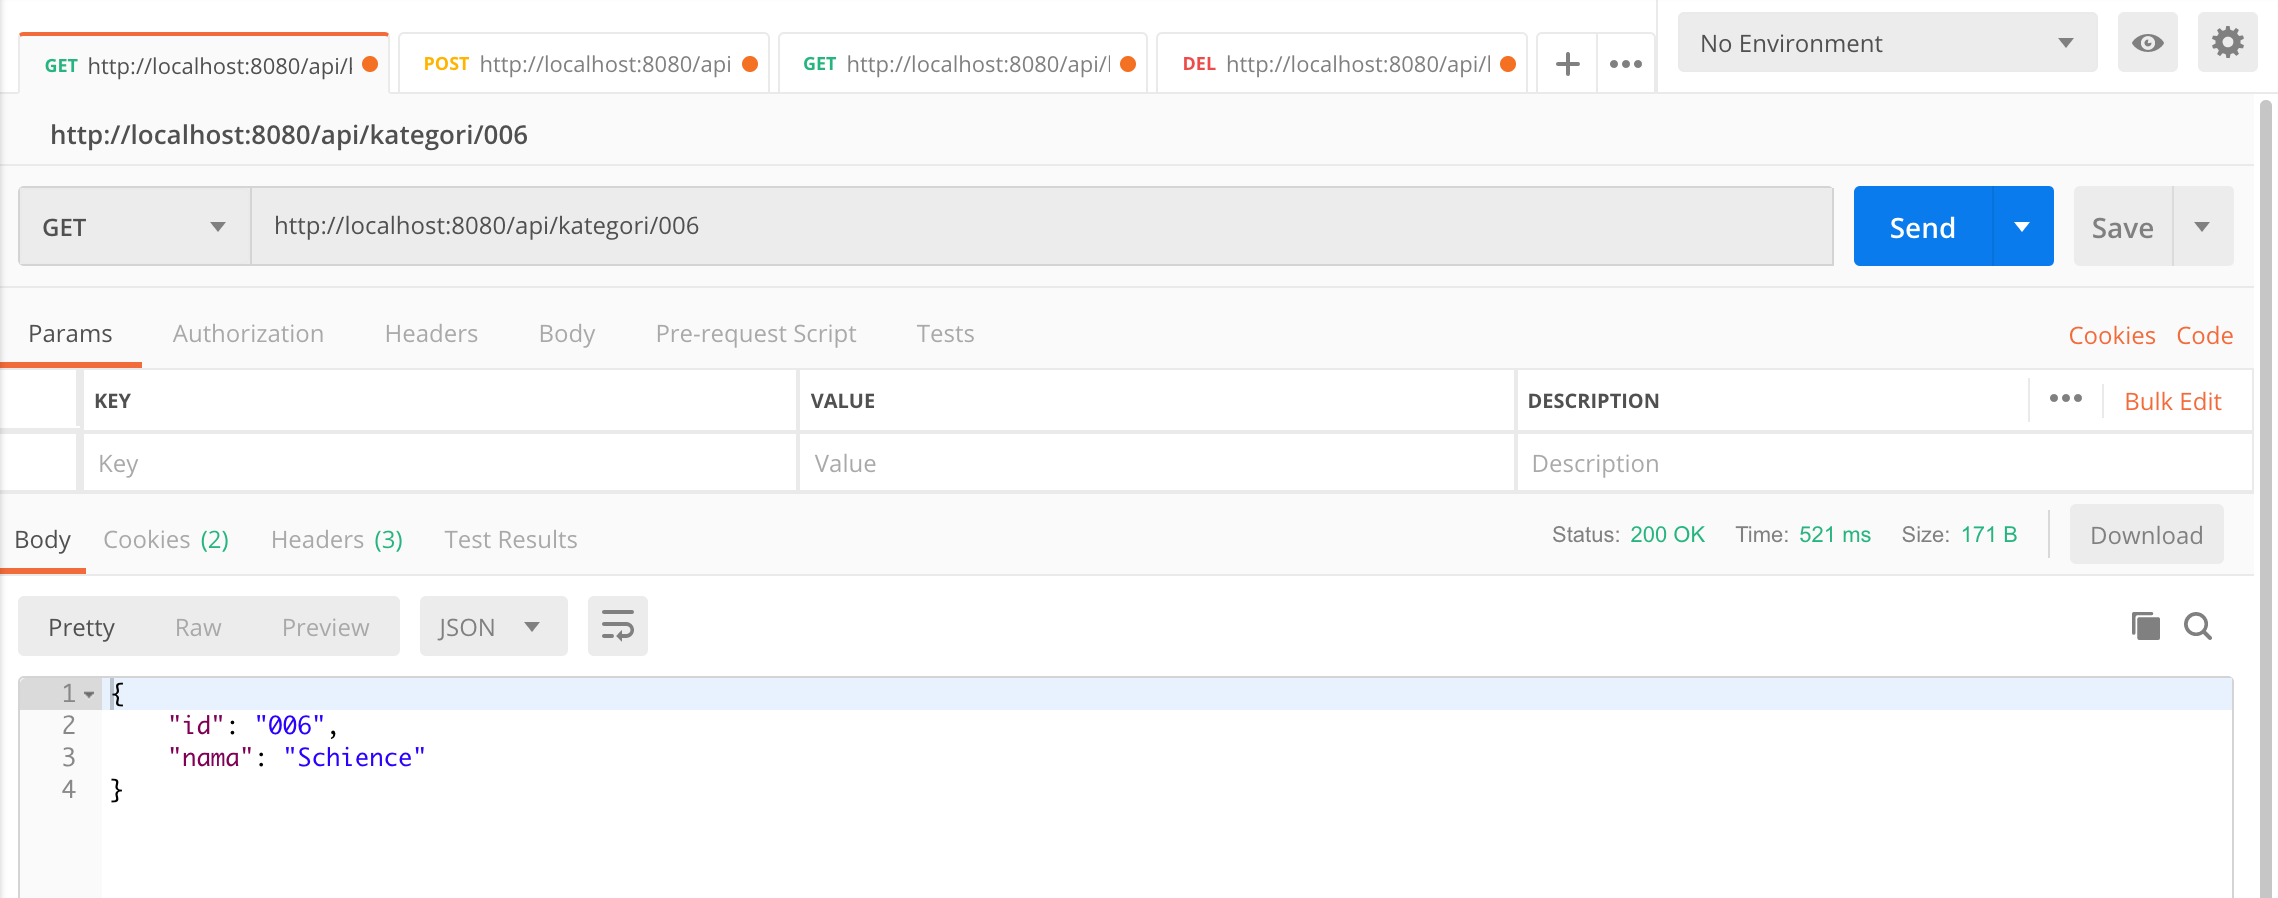 GET http://localhost:8080/api/l
POST http://localhost:8080/api
GET http://localhost:8080/api/l
DEL http://localhost:8080/api/l
No Environment
http://localhost:8080/api/kategori/006
GET http://localhost:8080/api/kategori/006 Send Save
Params Authorization Headers Body Pre-request Script Tests Cookies Code
KEY VALUE DESCRIPTION Bulk Edit
Key Value Description
Body Cookies (2) Headers (3) Test Results Status: 200 OK Time: 521 ms Size: 171 B Download
Pretty Raw Preview JSON
1 {
2 "id": "006",
3 "nama": "Schience"
4 }